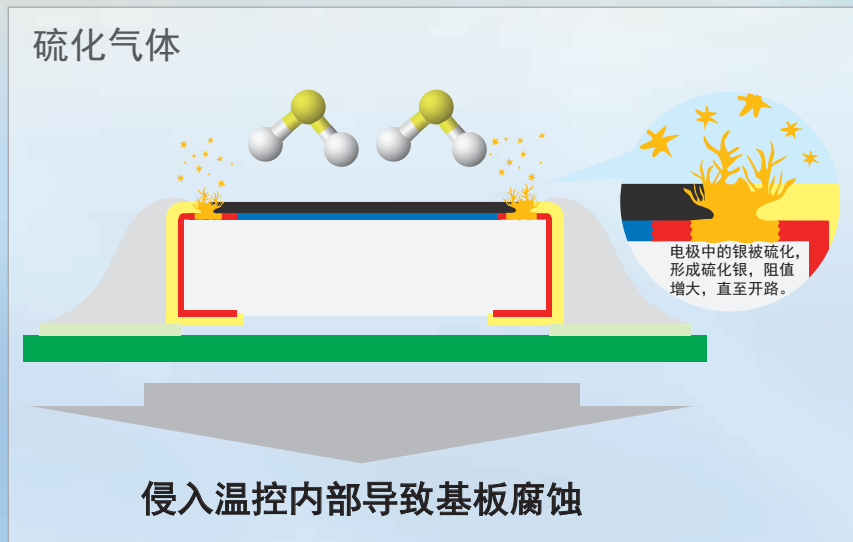 硫化气体
电极中的银被硫化，
形成硫化银，阻值
增大，直至开路。
侵入温控内部导致基板腐蚀